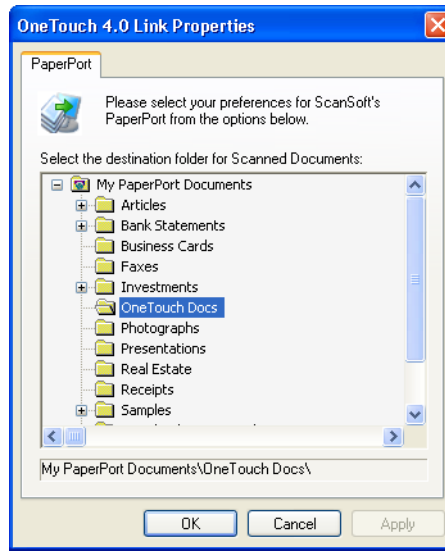 OneTouch 4.0 Link Properties
PaperPort
Please select your preferences for ScanSoft's
PaperPort from the options below.
Select the destination folder for Scanned Documents:
My PaperPort Documents
Articles
Bank Statements
Business Cards
Faxes
Investments
OneTouch Docs
Photographs
Presentations
Real Estate
Receipts
Samples
My PaperPort Documents\OneTouch Docs\
OK Cancel Apply